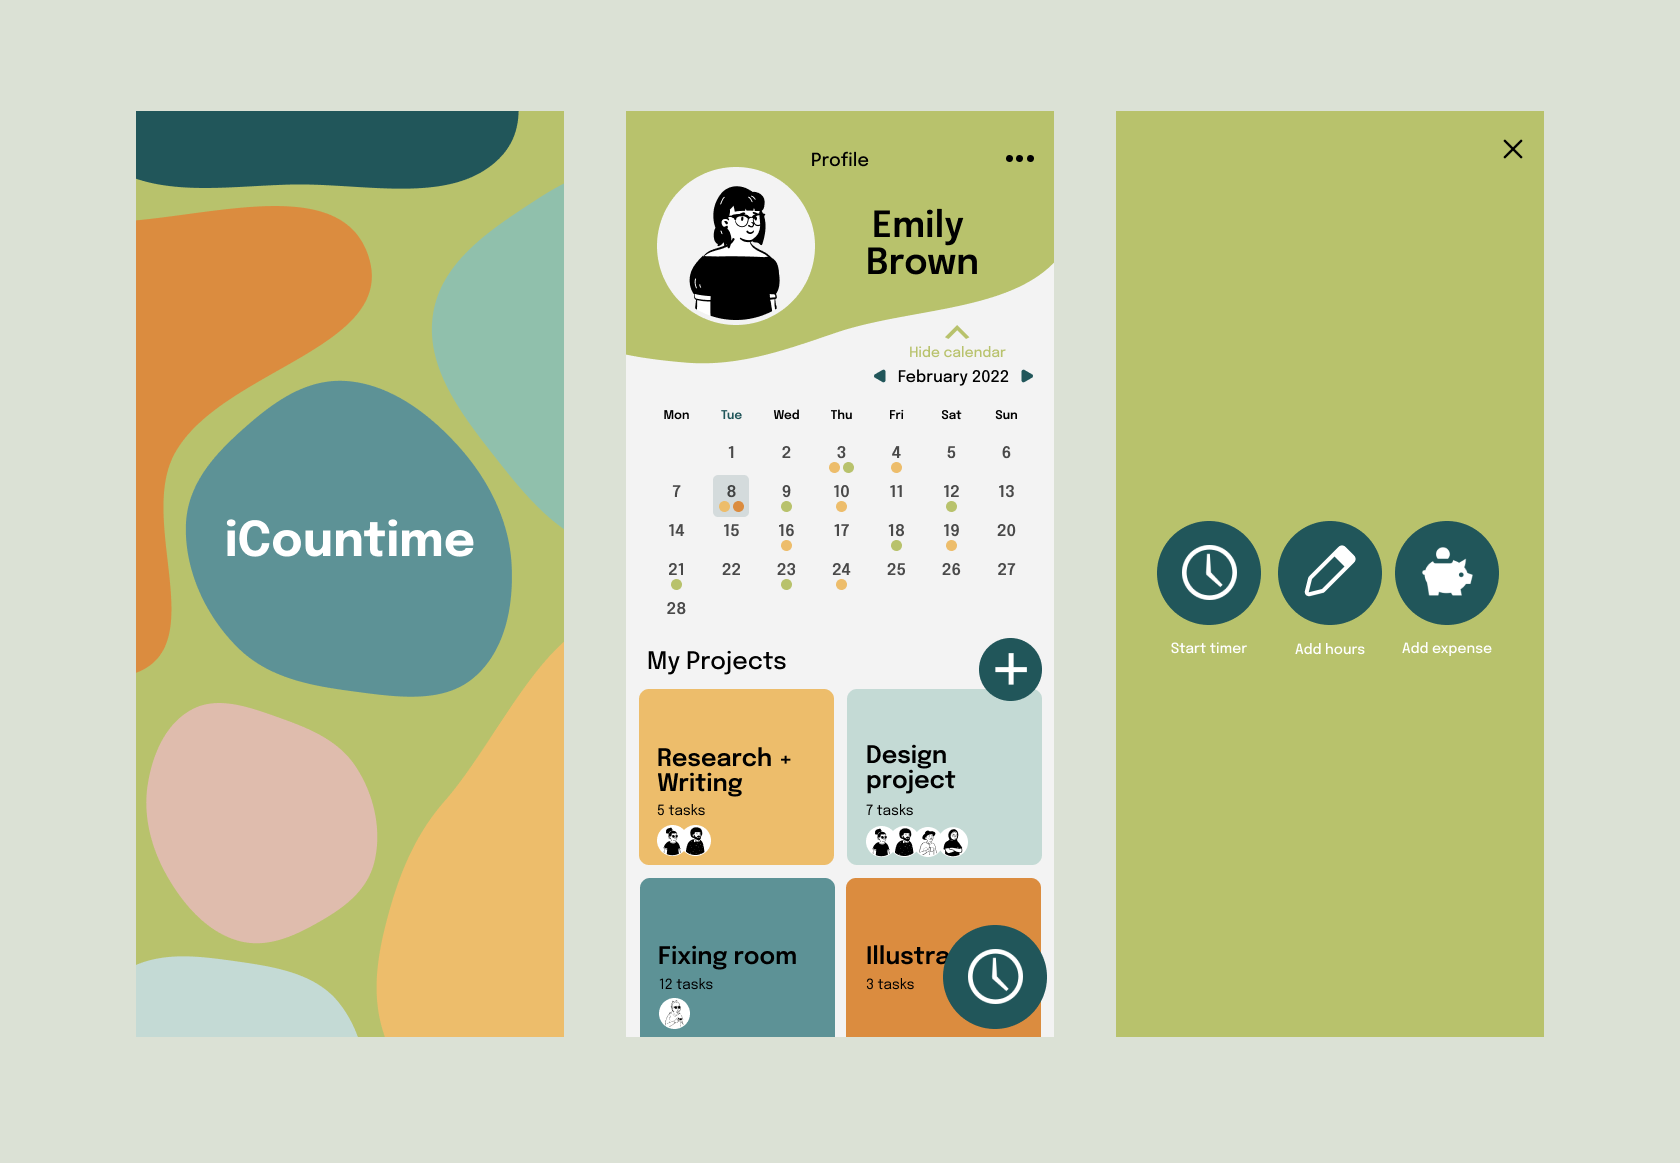 iCountime
Profile
Emily
Brown
Hide calendar
February 2022
Mon Tue Wed Thu Fri Sat Sun
1 2 3 4 5 6
7 8 9 10 11 12 13
14 15 16 17 18 19 20
21 22 23 24 25 26 27
28
My Projects
Research +
Writing
5 tasks
Design
project
7 tasks
Fixing room
12 tasks
Illustra
3 tasks
Start timer
Add hours
Add expense